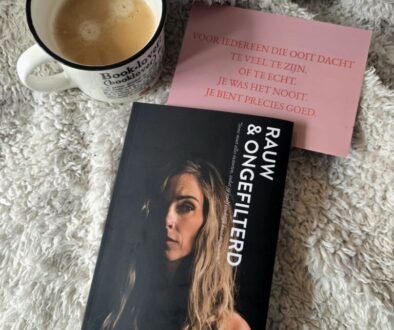 Booklover
(booklover)
VOOR IEDEREEN DIE OOIT DACHT
TE VEEL TE ZIJN.
OF TE ECHT.
JE WAS HET NOOIT.
JE BENT PRECIES GOED.
RAUW
& ONGEFILTERD